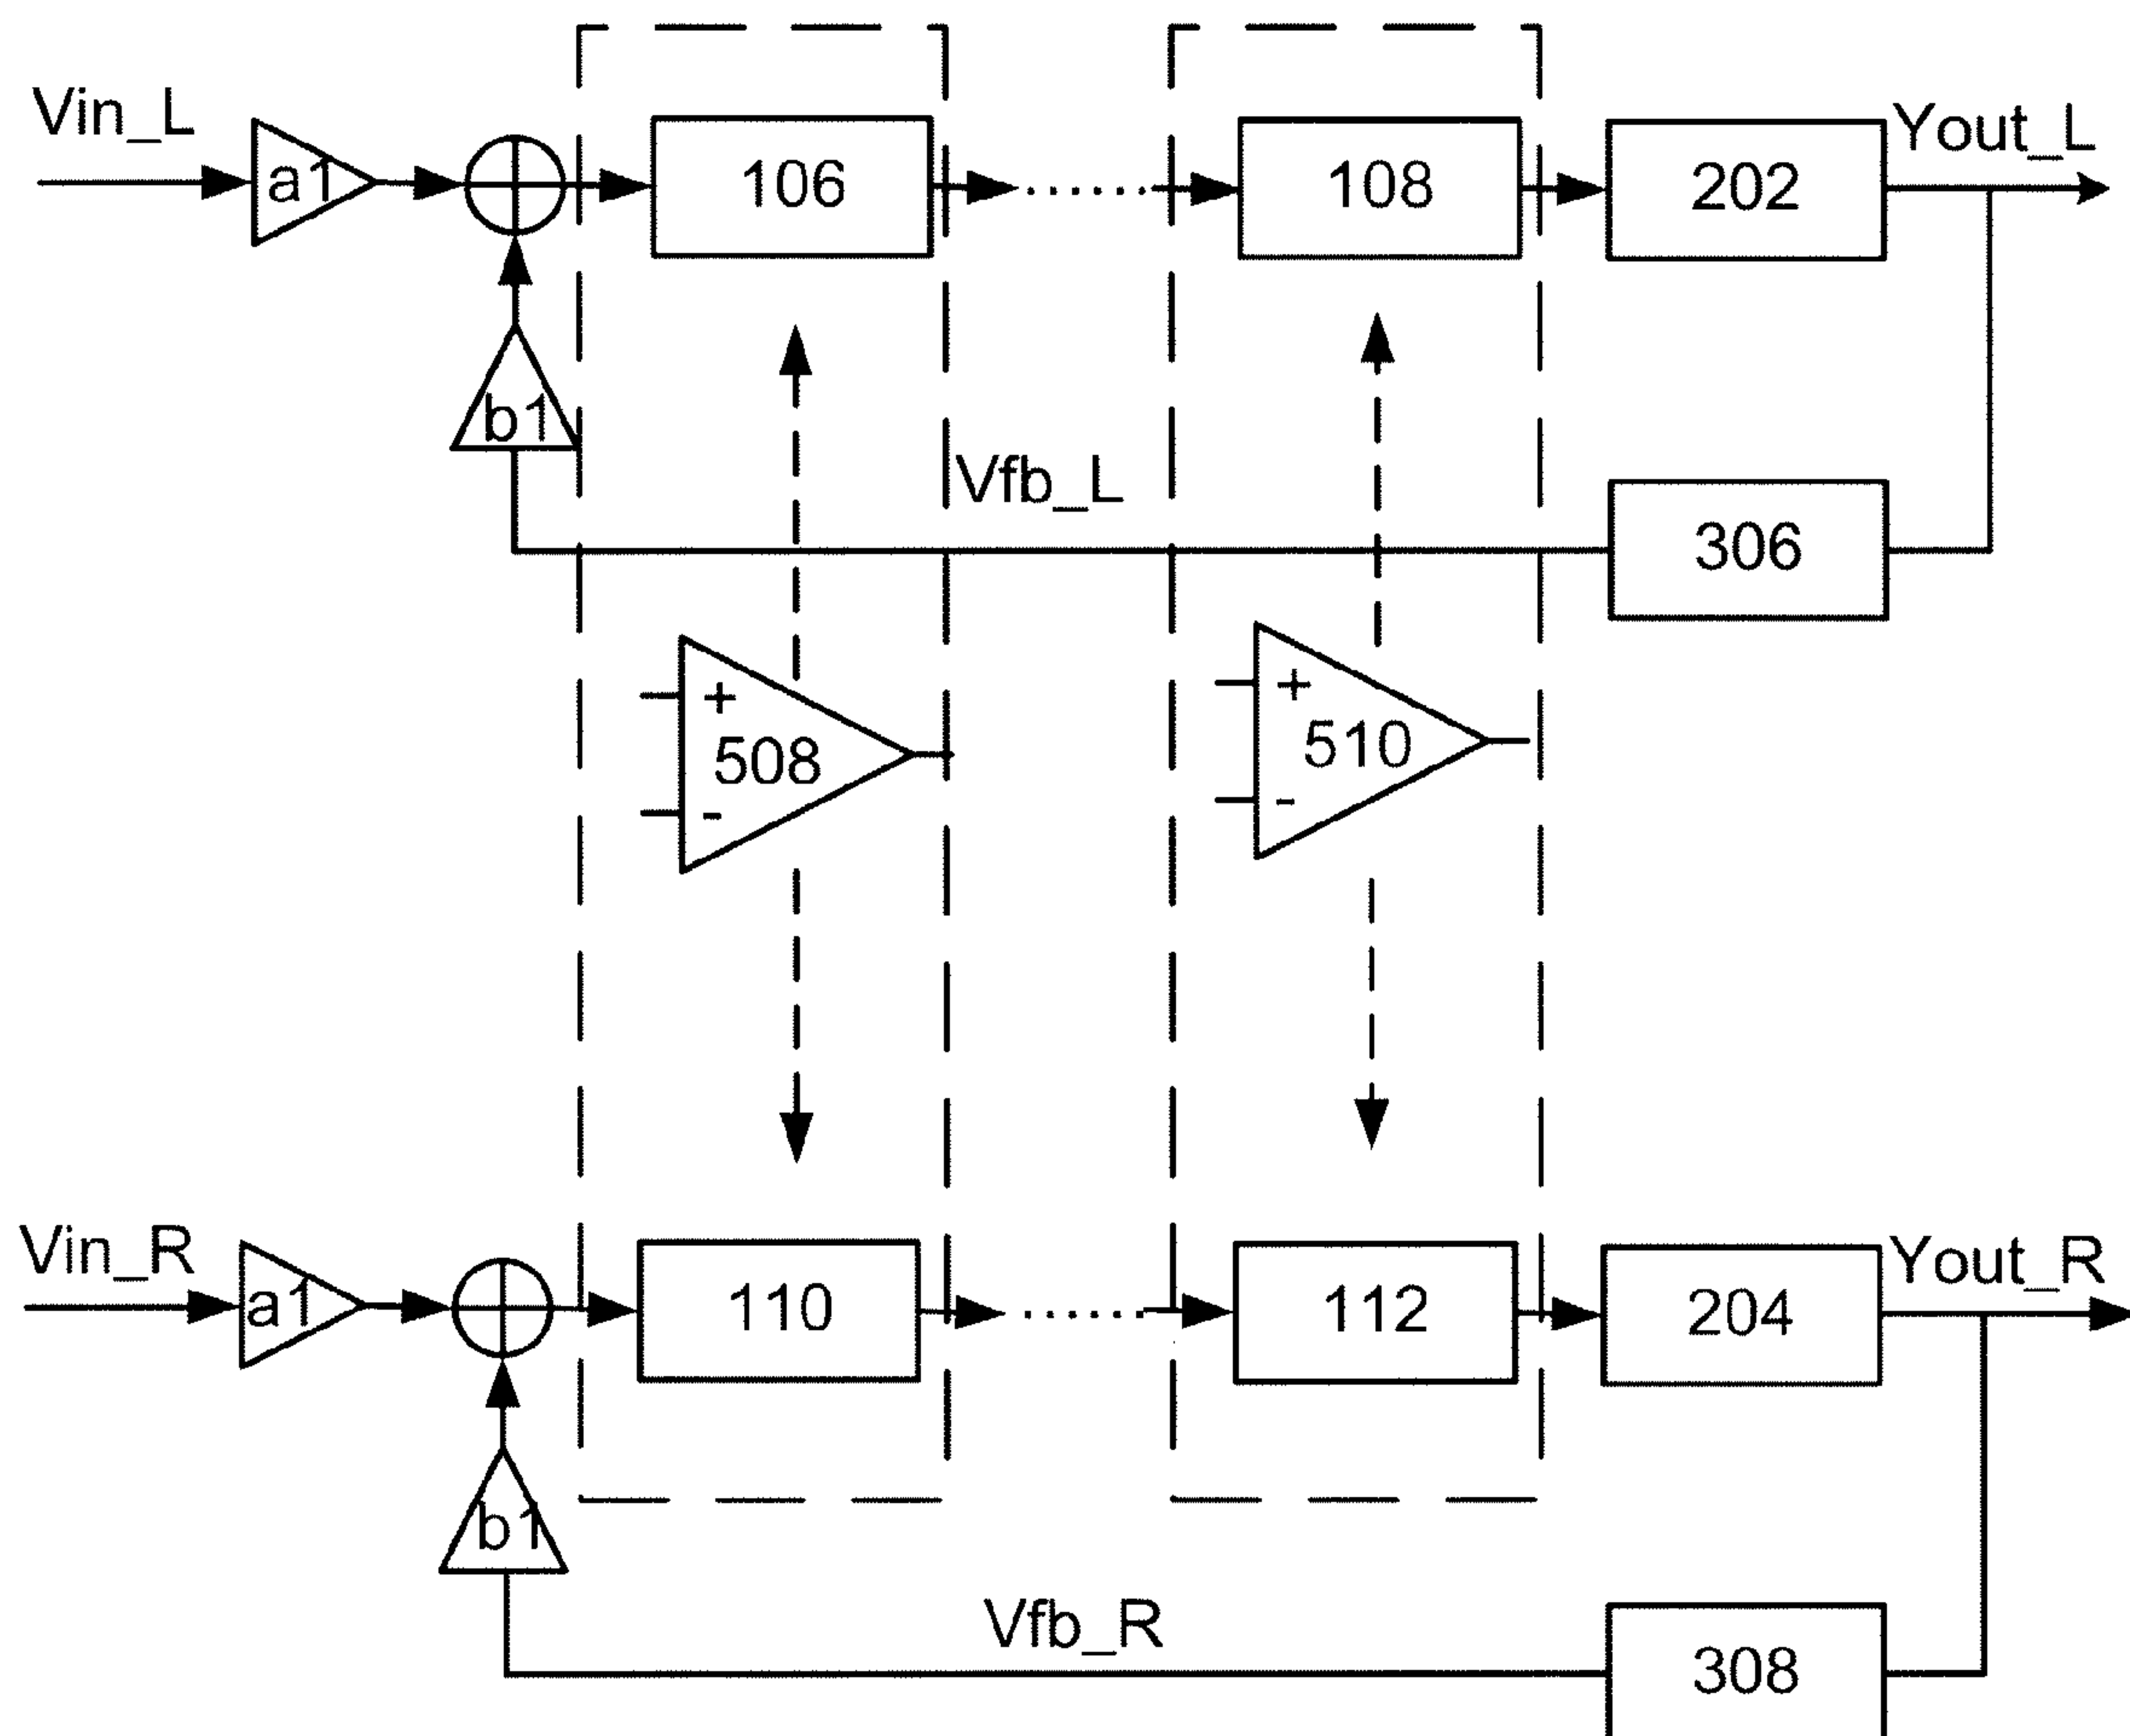 Vin_L
a1
106
108
202
Yout_L
b1
Vfb_L
306
+
508
-
+
510
-
Vin_R
a1
110
112
204
Yout_R
b1
Vfb_R
308